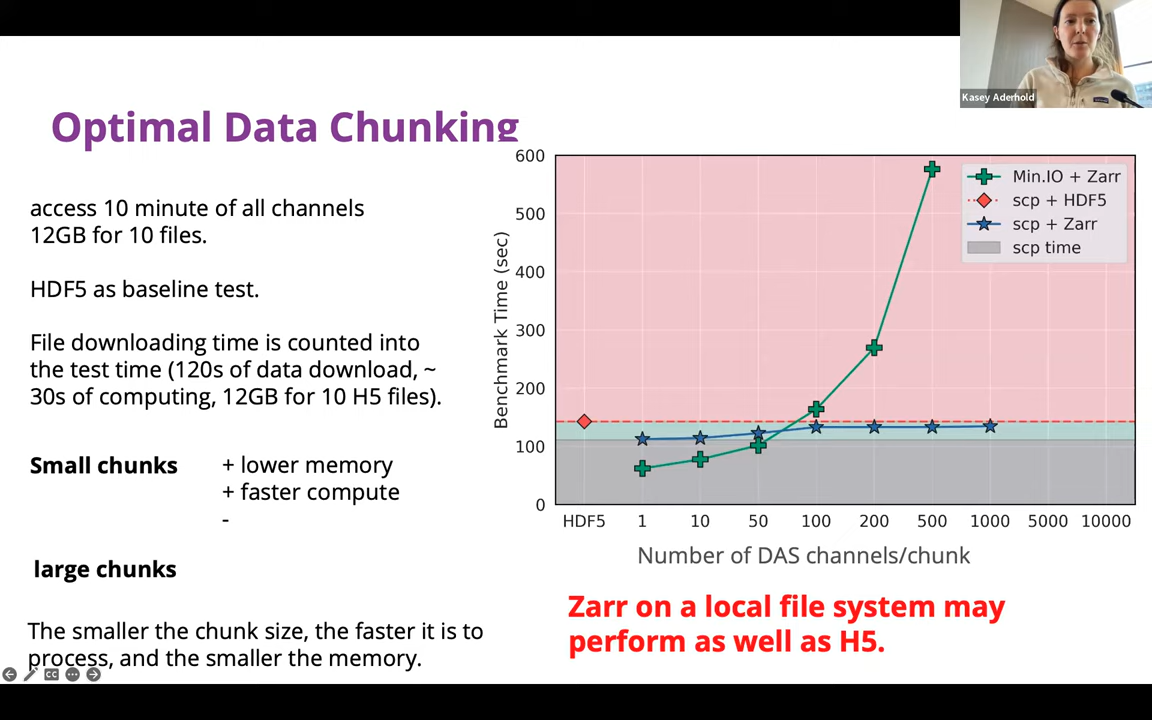 Kasey Aderhold
Optimal Data Chunking
access 10 minute of all channels
12GB for 10 files.
HDF5 as baseline test.
File downloading time is counted into
the test time (120s of data download, ~
30s of computing, 12GB for 10 H5 files).
Small chunks
+ lower memory
+ faster compute
-
large chunks
The smaller the chunk size, the faster it is to
process, and the smaller the memory.
Benchmark Time (sec)
600
500
400
300
200
100
0
Min.IO + Zarr
scp + HDF5
scp + Zarr
scp time
HDF5 1 10 50 100 200 500 1000 5000 10000
Number of DAS channels/chunk
Zarr on a local file system may
perform as well as H5.
CC